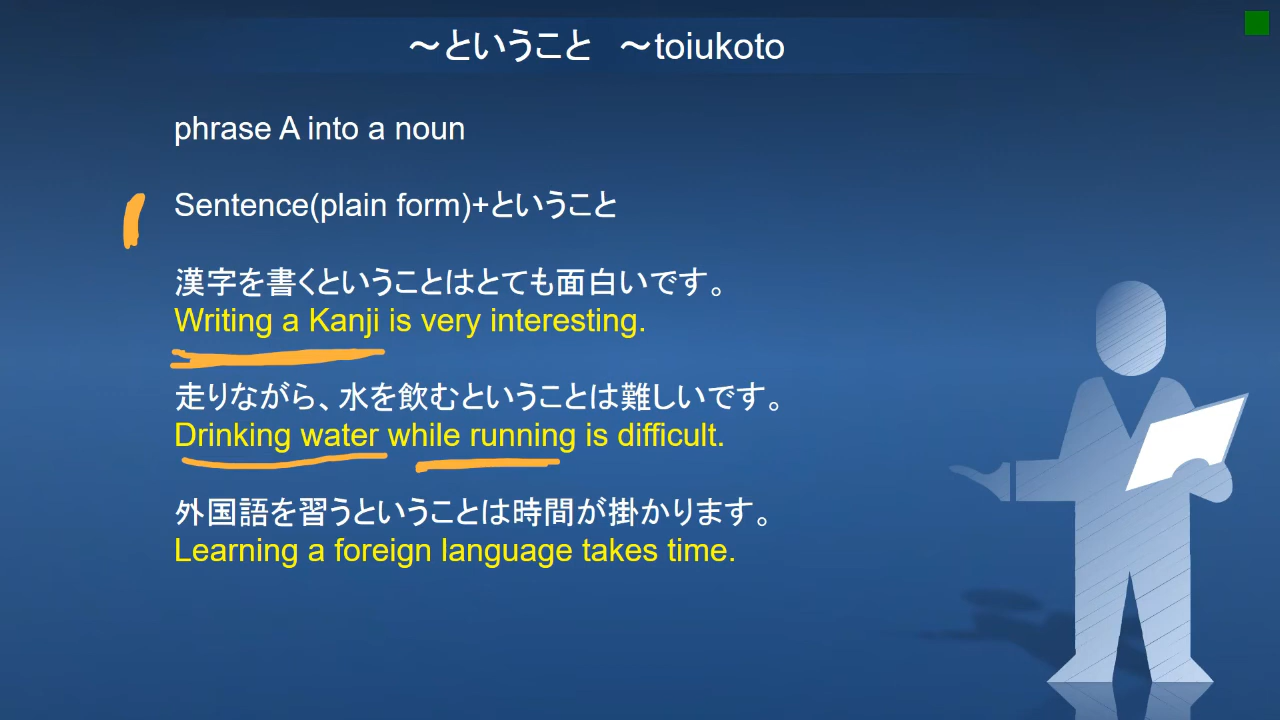 ～ということ　～toiukoto
phrase A into a noun
Sentence(plain form)+ということ
漢字を書くということはとても面白いです。
Writing a Kanji is very interesting.
走りながら、水を飲むということは難しいです。
Drinking water while running is difficult.
外国語を習うということは時間が掛かります。
Learning a foreign language takes time.